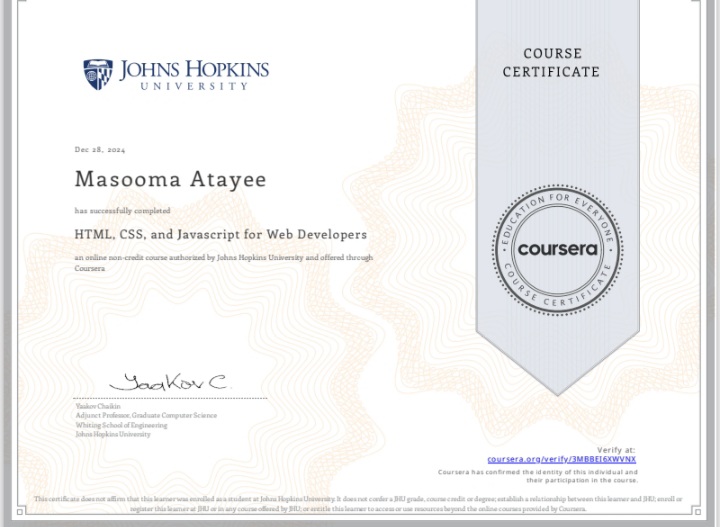 JOHNS HOPKINS
UNIVERSITY
COURSE
CERTIFICATE
Dec 28, 2024
Masooma Atayee
has successfully completed
HTML, CSS, and Javascript for Web Developers
an online non-credit course authorized by Johns Hopkins University and offered through
Coursera
EDUCATION FOR EVERYONE
coursera
COURSE CERTIFICATE
Yaakov C
Yaakov Chaikin
Adjunct Professor, Graduate Computer Science
Whiting School of Engineering
Johns Hopkins University
Verify at:
coursera.org/verify/3MBBEI6XWVNX
Coursera has confirmed the identity of this individual and
their participation in the course.
This certificate does not affirm that this learner was enrolled as a student at Johns Hopkins University. It does not confer a JHU grade, course credit or degree; establish a relationship between this learner and JHU; enroll or
register this learner at JHU or in any course offered by JHU; or entitle this learner to access or use resources beyond the online courses provided by Coursera.